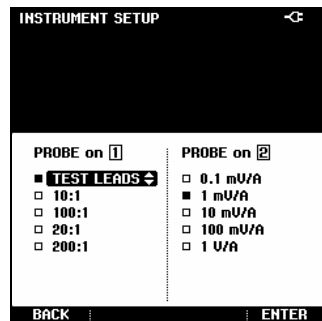 INSTRUMENT SETUP
PROBE on 1
TEST LEADS
10:1
100:1
20:1
200:1
PROBE on 2
0.1 mV/A
1 mV/A
10 mV/A
100 mV/A
1 V/A
BACK
ENTER